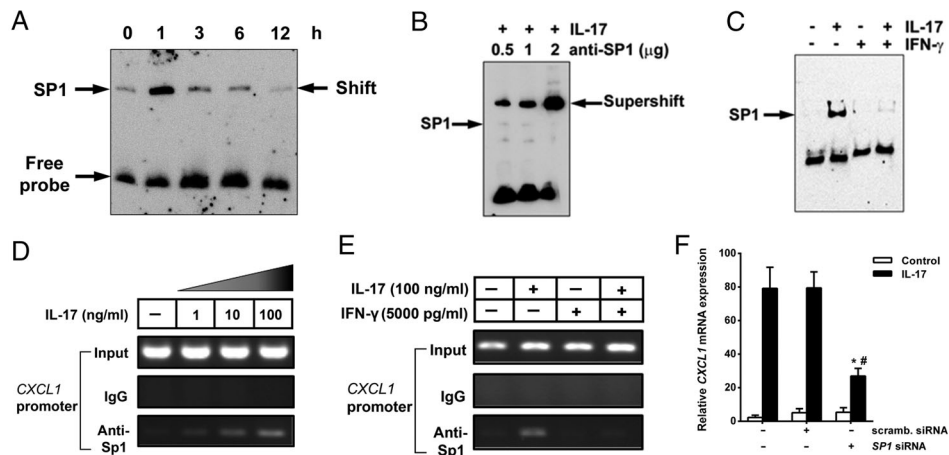 A
0 1 3 6 12 h
SP1
Shift
Free
probe
B
+ + + IL-17
0.5 1 2 anti-SP1 (μg)
Supershift
SP1
C
- + - + IL-17
- - + + IFN-γ
SP1
D
IL-17 (ng/ml) – 1 10 100
Input
CXCL1
promoter
IgG
Anti-
Sp1
E
IL-17 (100 ng/ml) – + – +
IFN-γ (5000 pg/ml) – – + +
Input
CXCL1
promoter
IgG
Anti-
Sp1
F
Relative CXCL1 mRNA expression
100
80
60
40
20
0
Control
IL-17
* #
- + - scramb. siRNA
- - + SP1 siRNA